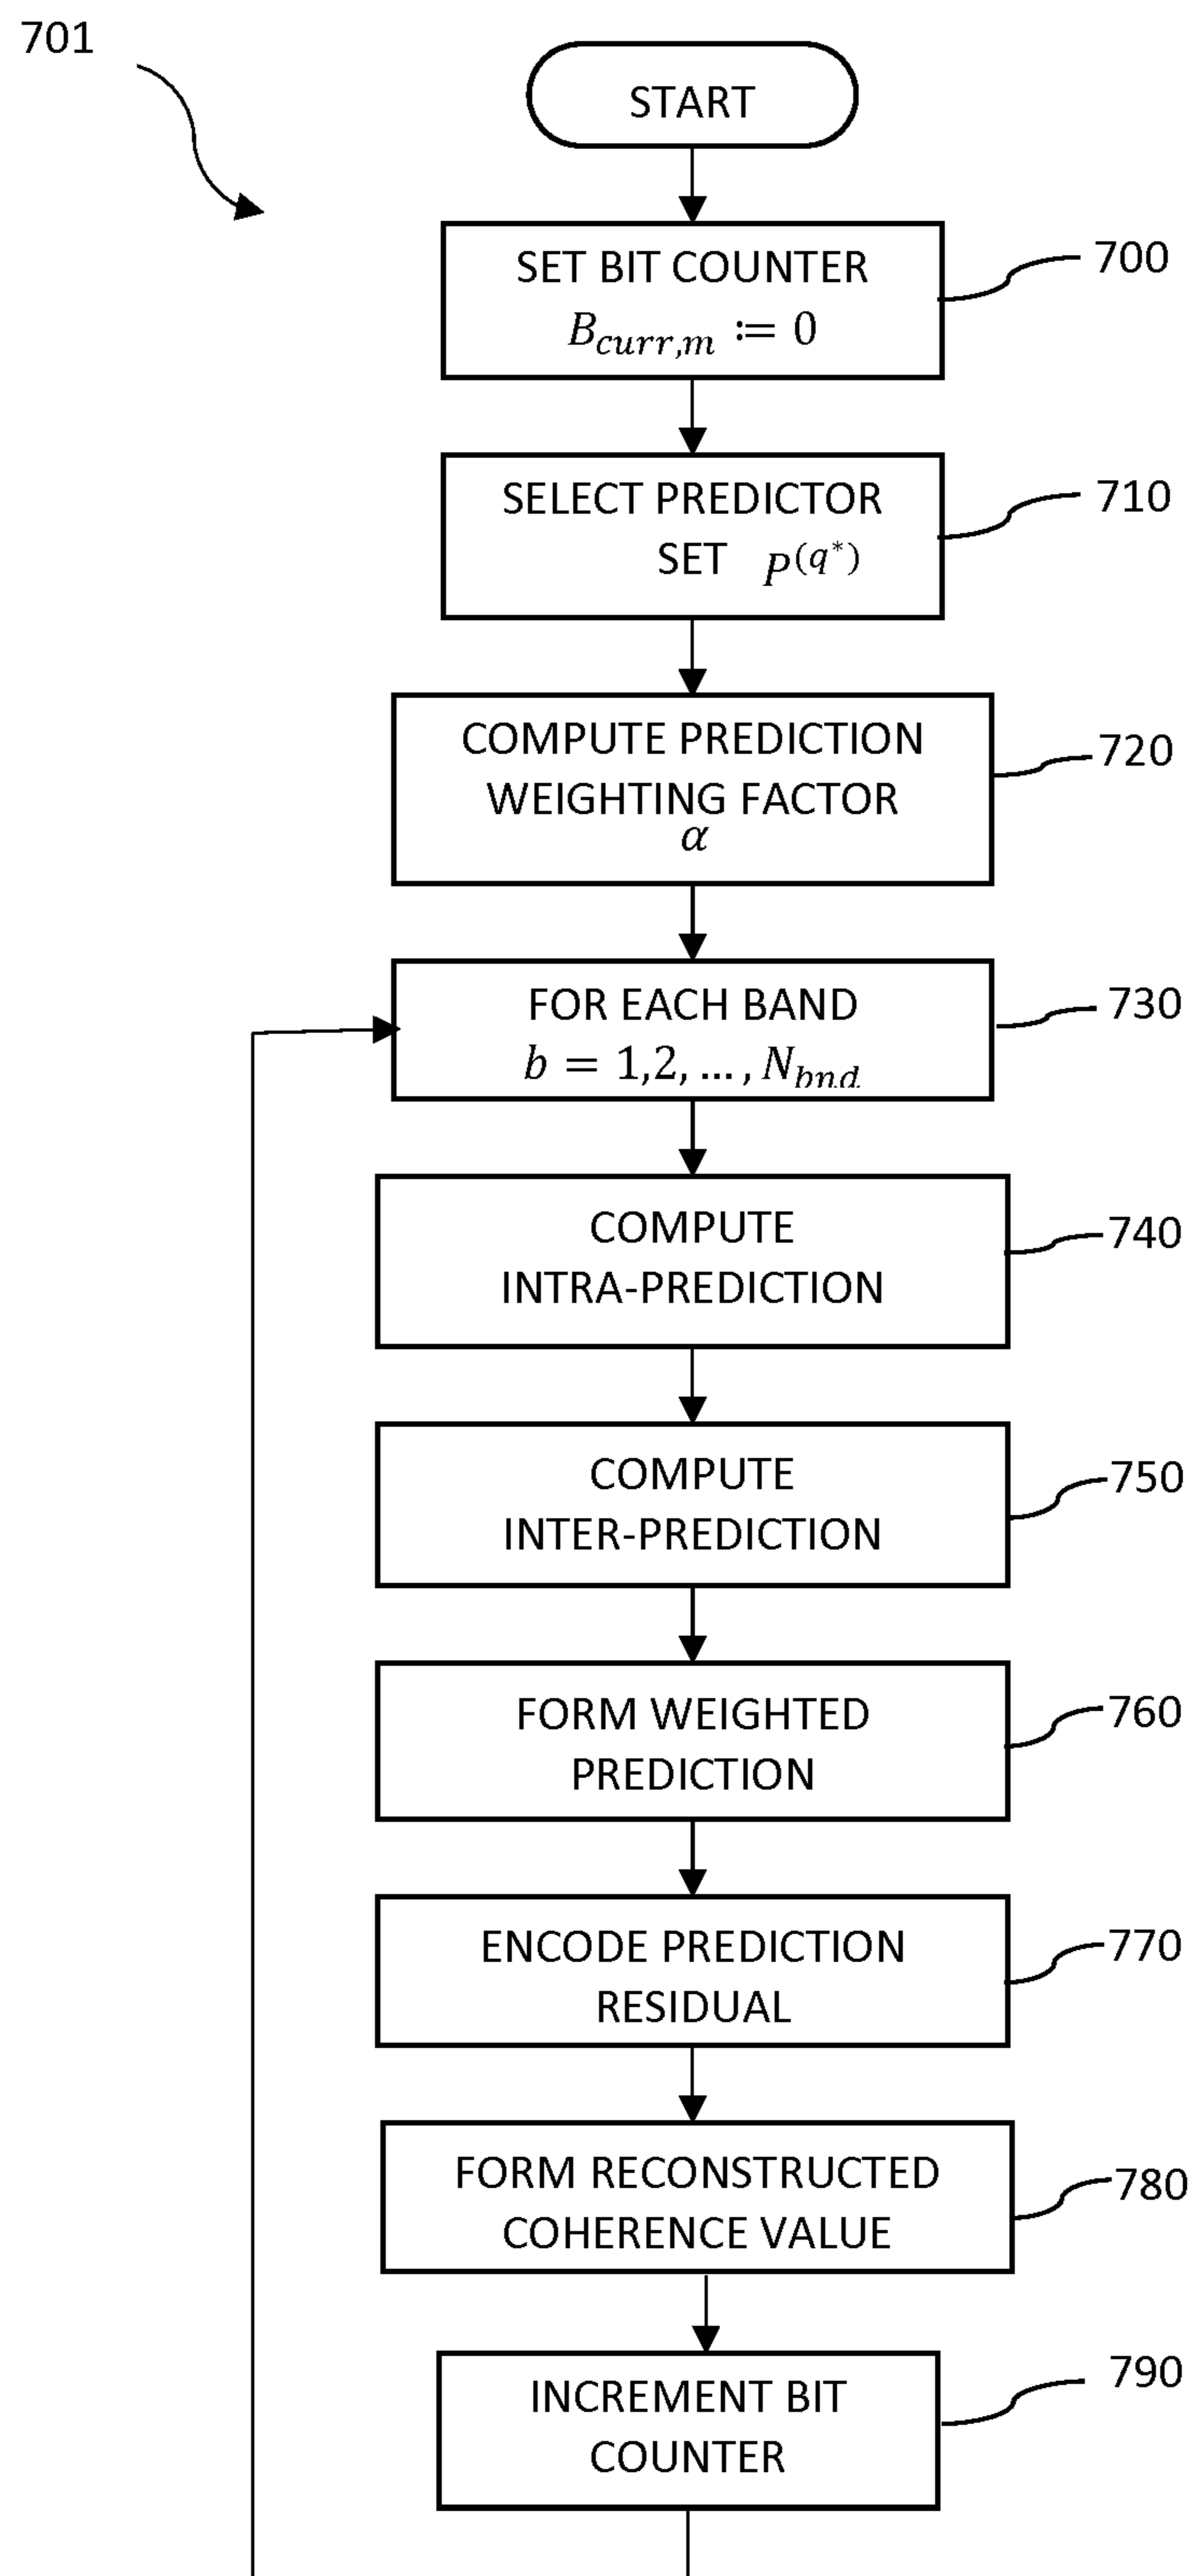 701
START
SET BIT COUNTER
B_{curr,m} := 0
700
SELECT PREDICTOR
SET P^{(q*)}
710
COMPUTE PREDICTION
WEIGHTING FACTOR
α
720
FOR EACH BAND
b = 1,2, ... , N_{bnd}
730
COMPUTE
INTRA-PREDICTION
740
COMPUTE
INTER-PREDICTION
750
FORM WEIGHTED
PREDICTION
760
ENCODE PREDICTION
RESIDUAL
770
FORM RECONSTRUCTED
COHERENCE VALUE
780
INCREMENT BIT
COUNTER
790